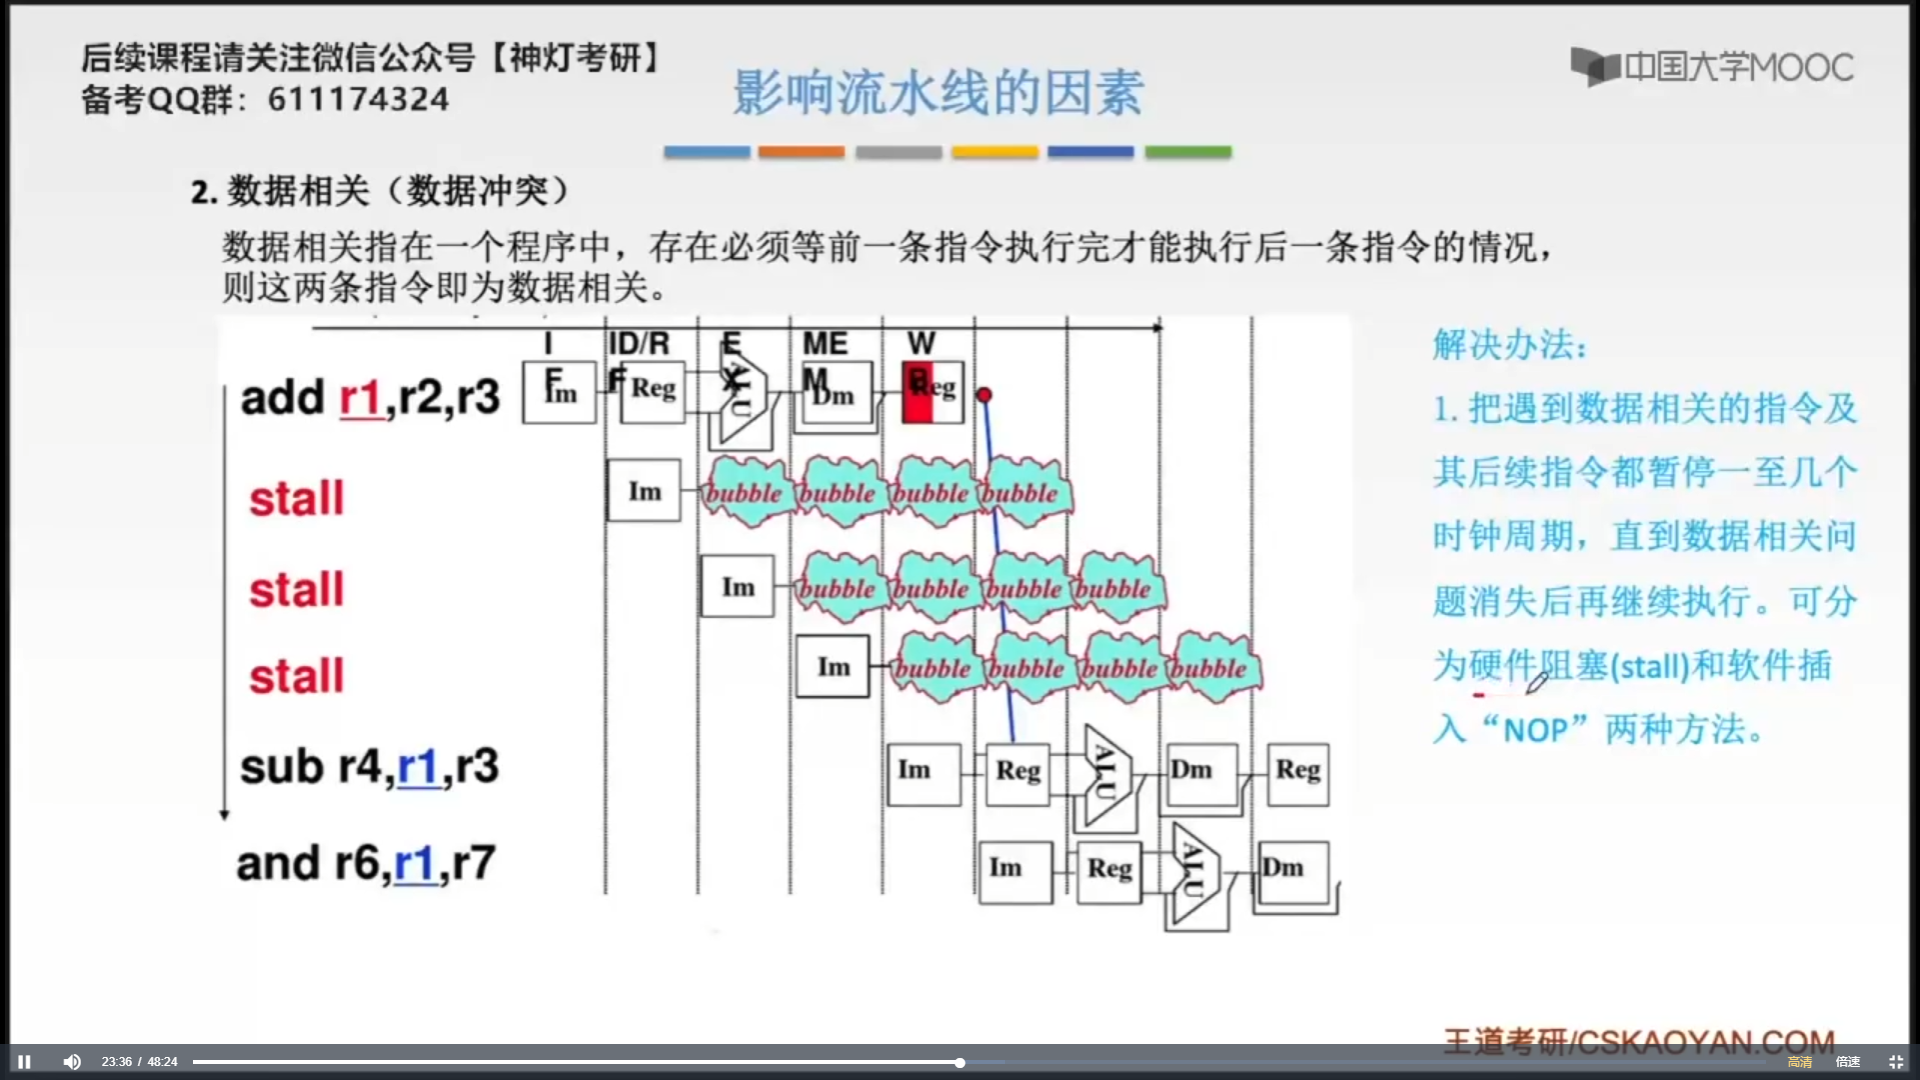 后续课程请关注微信公众号【神灯考研】
备考QQ群：611174324
中国大学MOOC
影响流水线的因素
2. 数据相关（数据冲突）
数据相关指在一个程序中，存在必须等前一条指令执行完才能执行后一条指令的情况，
则这两条指令即为数据相关。
IF ID/RF EX MEM WB
add r1,r2,r3 Im Reg ALU Dm Reg
stall Im bubble bubble bubble bubble
stall Im bubble bubble bubble bubble
stall Im bubble bubble bubble bubble
sub r4,r1,r3 Im Reg ALU Dm Reg
and r6,r1,r7 Im Reg ALU Dm
解决办法：
1. 把遇到数据相关的指令及
其后续指令都暂停一至几个
时钟周期，直到数据相关问
题消失后再继续执行。可分
为硬件阻塞(stall)和软件插
入“NOP”两种方法。
王道考研/CSKAOYAN.COM
23:36 / 48:24
高清 倍速